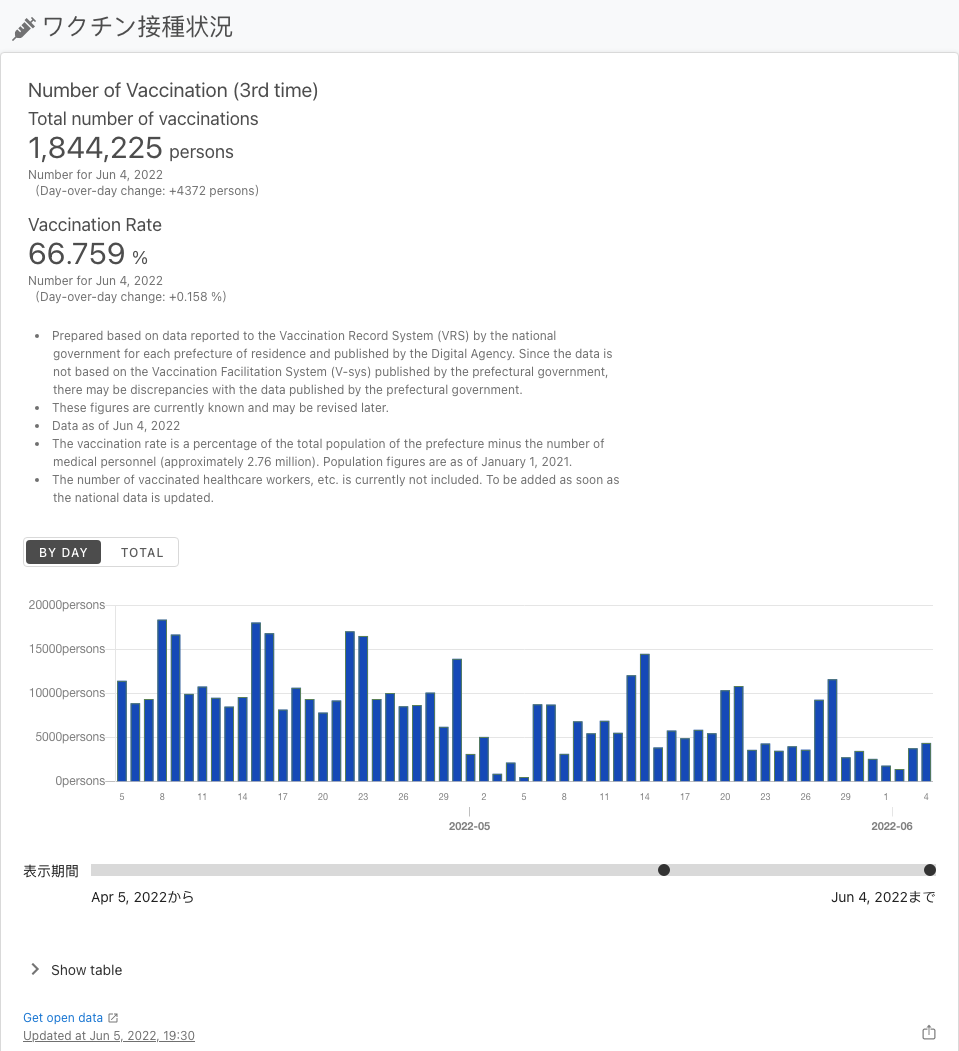 ワクチン接種状況
Number of Vaccination (3rd time)
Total number of vaccinations
1,844,225 persons
Number for Jun 4, 2022
(Day-over-day change: +4372 persons)
Vaccination Rate
66.759 %
Number for Jun 4, 2022
(Day-over-day change: +0.158 %)
• Prepared based on data reported to the Vaccination Record System (VRS) by the national
government for each prefecture of residence and published by the Digital Agency. Since the data is
not based on the Vaccination Facilitation System (V-sys) published by the prefectural government,
there may be discrepancies with the data published by the prefectural government.
• These figures are currently known and may be revised later.
• Data as of Jun 4, 2022
• The vaccination rate is a percentage of the total population of the prefecture minus the number of
medical personnel (approximately 2.76 million). Population figures are as of January 1, 2021.
• The number of vaccinated healthcare workers, etc. is currently not included. To be added as soon as
the national data is updated.
BY DAY TOTAL
20000persons
15000persons
10000persons
5000persons
0persons
5 8 11 14 17 20 23 26 29 2 5 8 11 14 17 20 23 26 29 1 4
2022-05 2022-06
表示期間
Apr 5, 2022から Jun 4, 2022まで
Show table
Get open data
Updated at Jun 5, 2022, 19:30